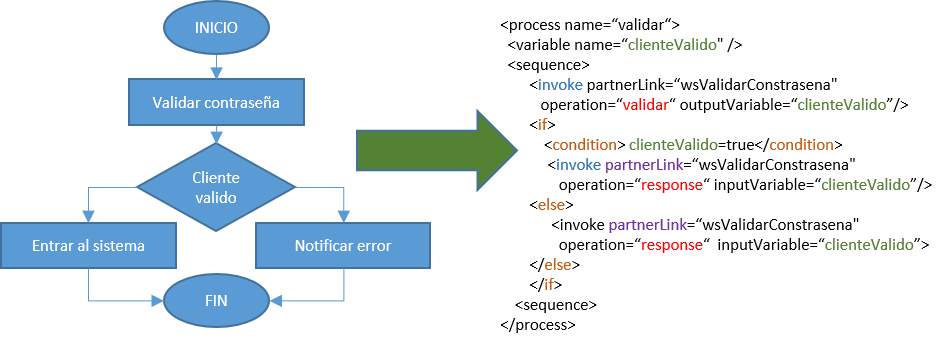 INICIO
Validar contraseña
Cliente
valido
Entrar al sistema
Notificar error
FIN
<process name=“validar“>
<variable name=“clienteValido" />
<sequence>
<invoke partnerLink=“wsValidarConstrasena"
operation=“validar“ outputVariable=“clienteValido”/>
<if>
<condition> clienteValido=true</condition>
<invoke partnerLink=“wsValidarConstrasena"
operation=“response“ inputVariable=“clienteValido”/>
<else>
<invoke partnerLink=“wsValidarConstrasena"
operation=“response“  inputVariable=“clienteValido”>
</else>
</if>
<sequence>
</process>